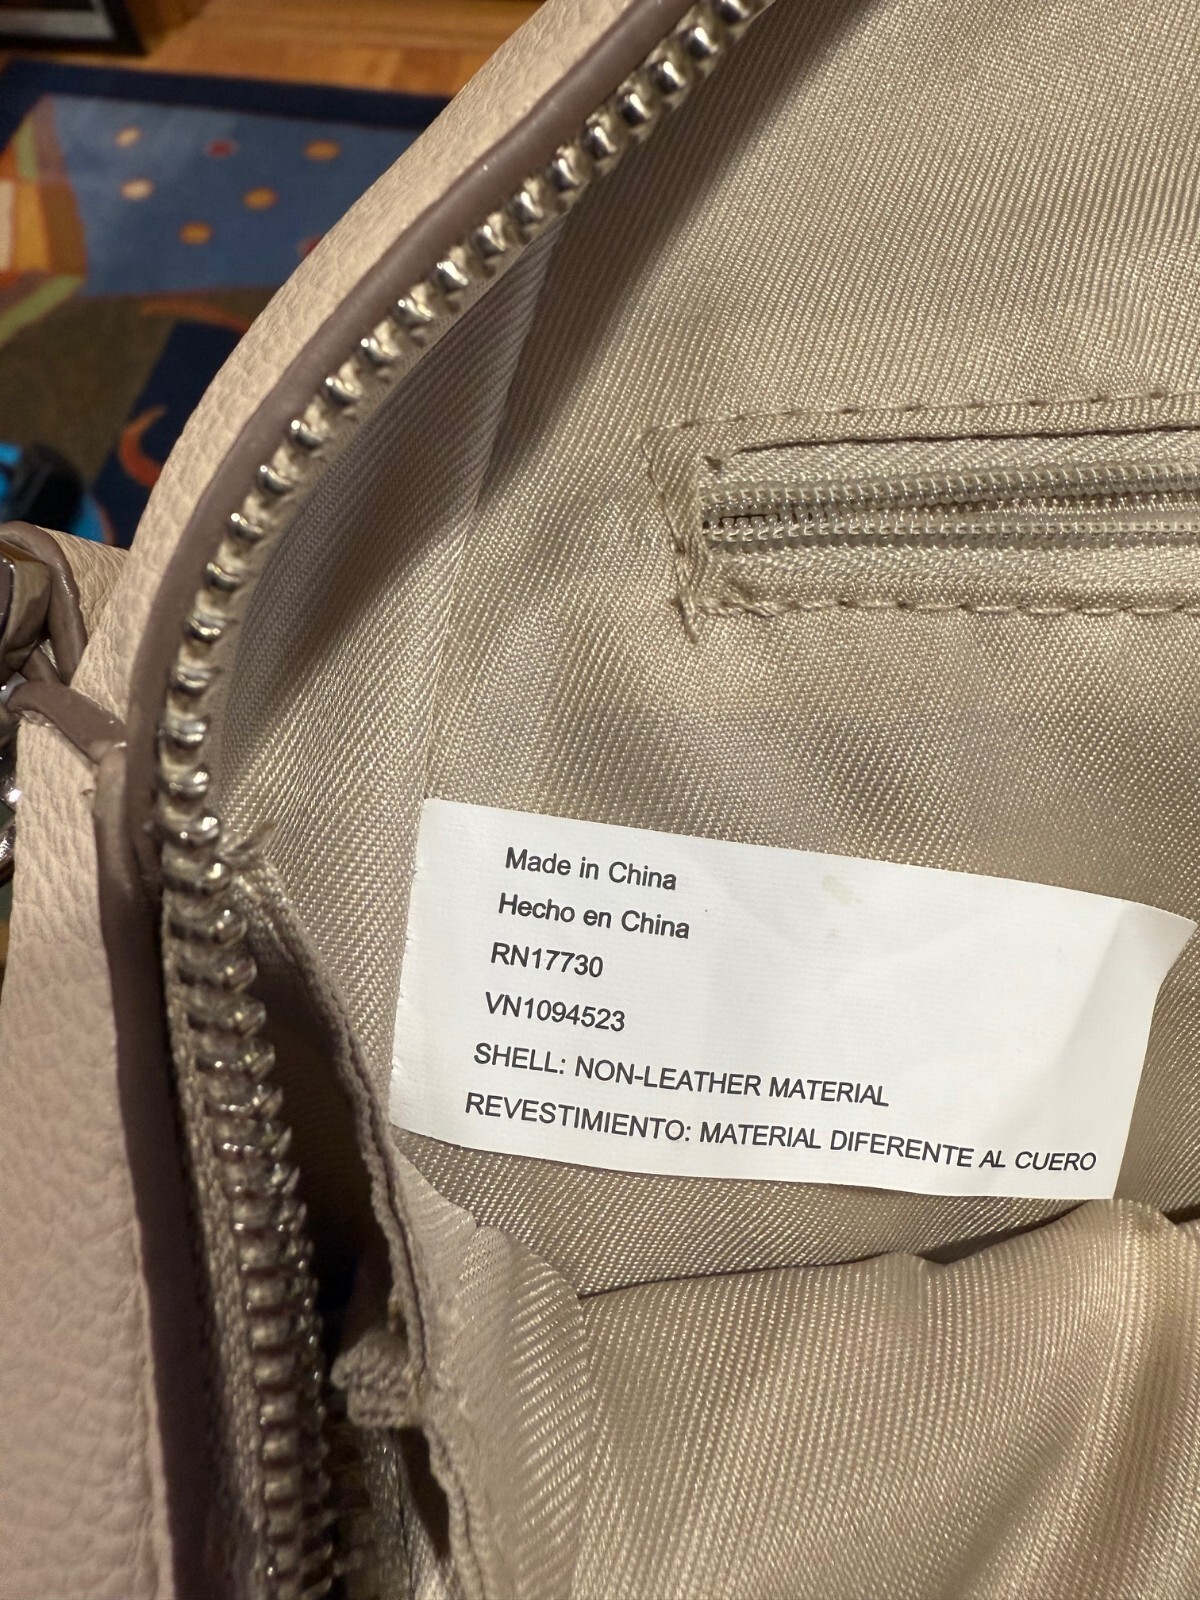 Made in China
Hecho en China
RN17730
VN1094523
SHELL: NON-LEATHER MATERIAL
REVESTIMIENTO: MATERIAL DIFERENTE AL CUERO